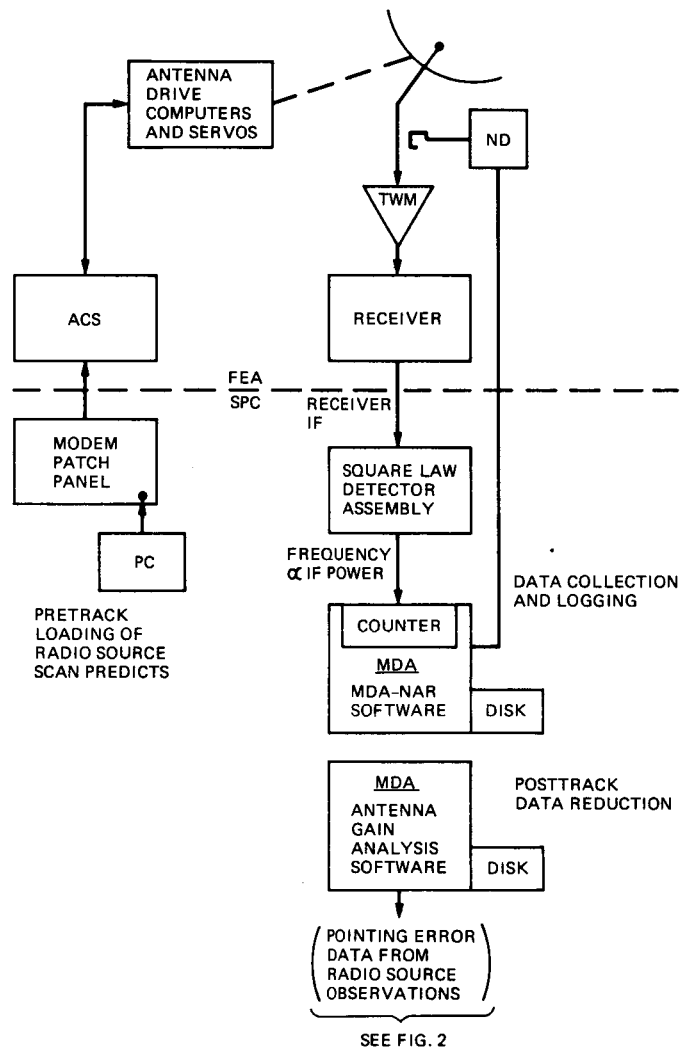 ANTENNA
DRIVE
COMPUTERS
AND SERVOS
ND
TWM
ACS
RECEIVER
FEA
SPC
RECEIVER
IF
MODEM
PATCH
PANEL
SQUARE LAW
DETECTOR
ASSEMBLY
PC
FREQUENCY
∝ IF POWER
DATA COLLECTION
AND LOGGING
PRETRACK
LOADING OF
RADIO SOURCE
SCAN PREDICTS
COUNTER
MDA
MDA-NAR
SOFTWARE
DISK
MDA
ANTENNA
GAIN
ANALYSIS
SOFTWARE
DISK
POSTTRACK
DATA REDUCTION
(POINTING ERROR
DATA FROM
RADIO SOURCE
OBSERVATIONS)
SEE FIG. 2